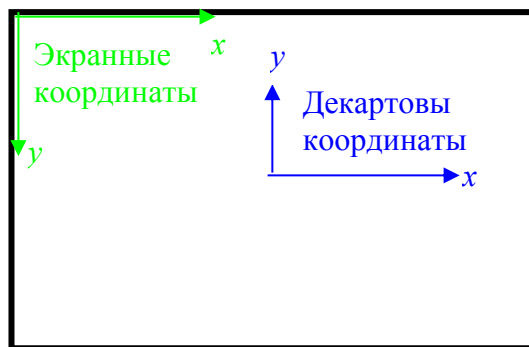 Экранные
координаты
x
y
y
Декартовы
координаты
x